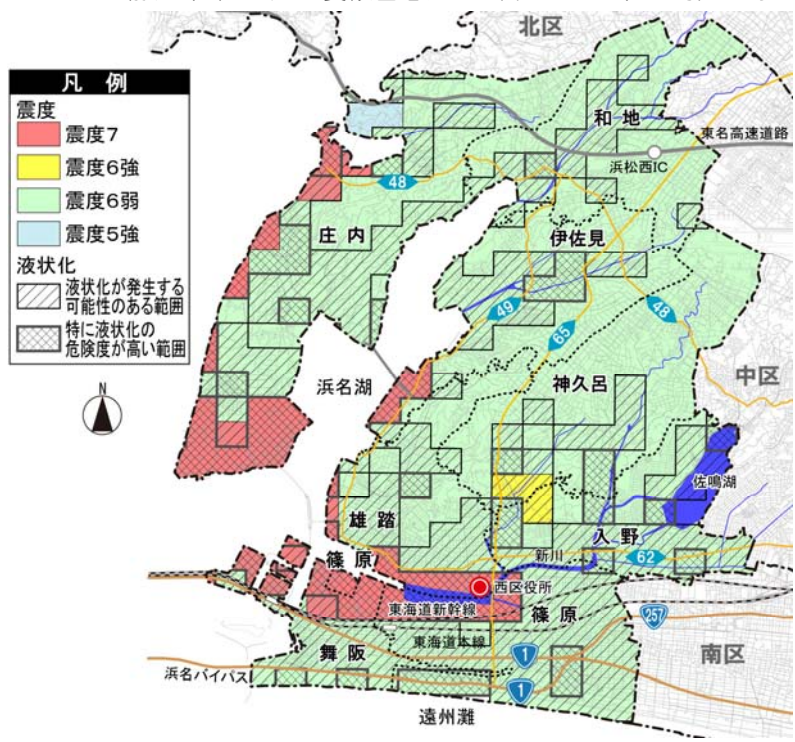 北区
凡　例
震度
震度7
震度6強
震度6弱
震度5強
液状化
液状化が発生する
可能性のある範囲
特に液状化の
危険度が高い範囲
N
和地
東名高速道路
浜松西IC
48
庄内
伊佐見
49
65
48
中区
浜名湖
神久呂
佐鳴湖
雄踏
入野
新川
62
篠原
西区役所
東海道新幹線
篠原
257
東海道本線
舞阪
1
南区
浜名バイパス
1
遠州灘